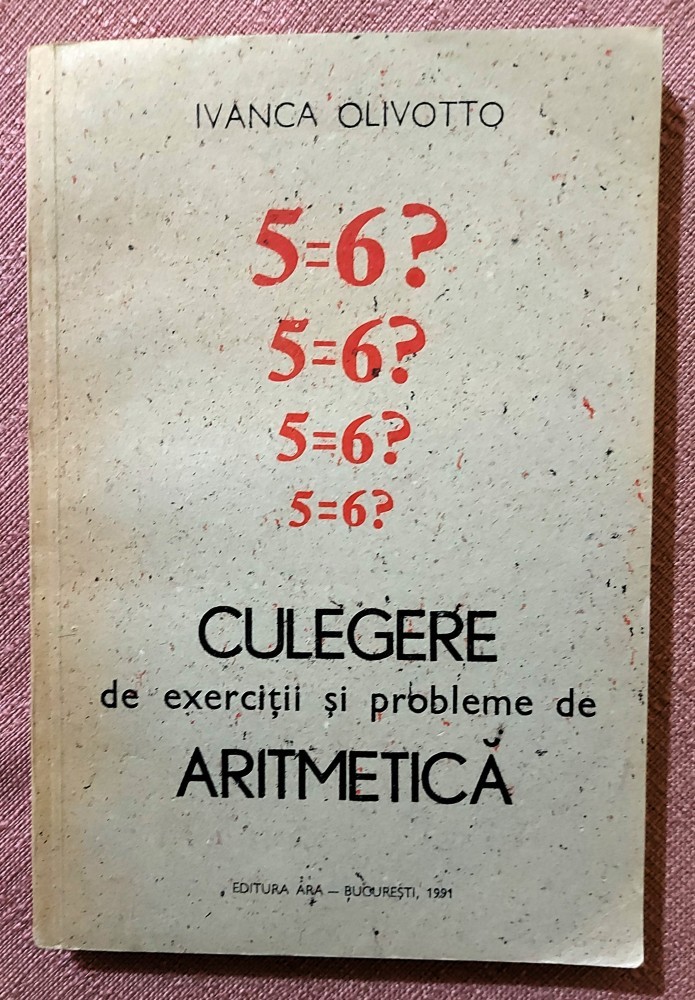 IVANCA OLIVOTTO
5=6?
5=6?
5=6?
5=6?
CULEGERE
de exerciții și probleme de
ARITMETICĂ
EDITURA ARA — BUCUREȘTI, 1991